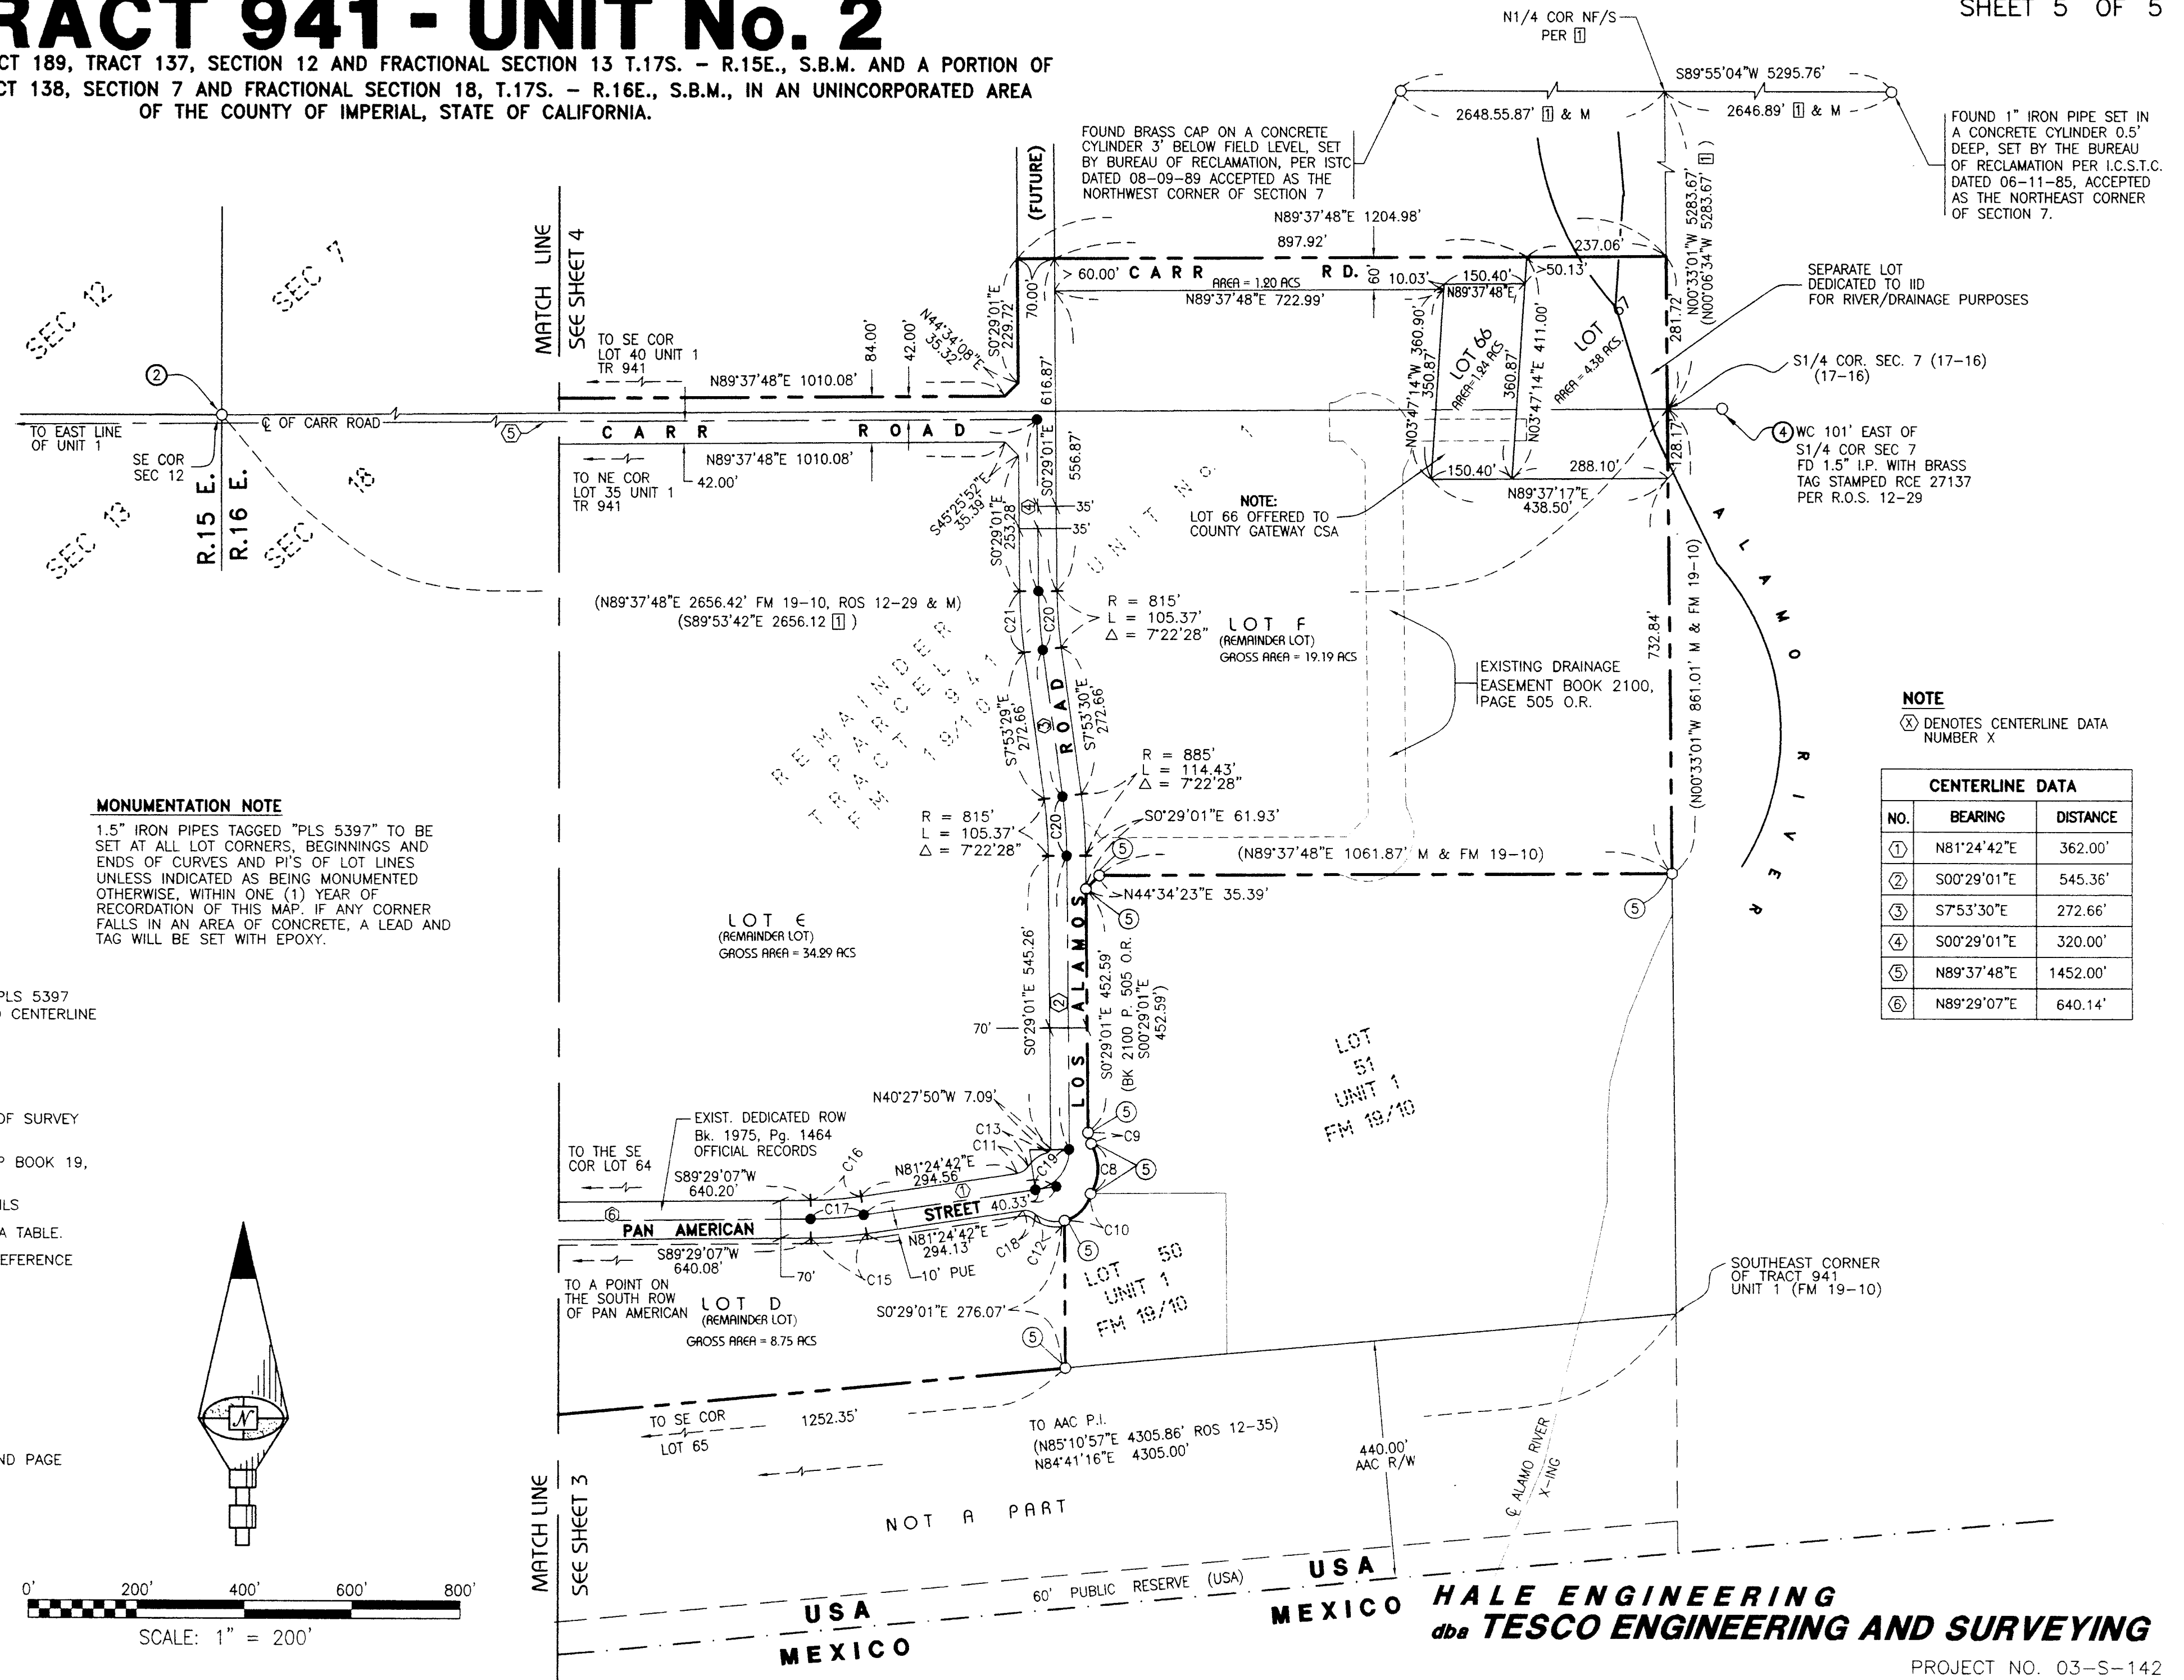 RACT 941 - UNIT No. 2
SHEET 5 OF 5
CT 189, TRACT 137, SECTION 12 AND FRACTIONAL SECTION 13 T.17S. - R.15E., S.B.M. AND A PORTION OF
CT 138, SECTION 7 AND FRACTIONAL SECTION 18, T.17S. - R.16E., S.B.M., IN AN UNINCORPORATED AREA
OF THE COUNTY OF IMPERIAL, STATE OF CALIFORNIA.
N1/4 COR NF/S
PER 1
S89°55'04"W 5295.76'
2648.55.87' 1 & M
2646.89' 1 & M
FOUND BRASS CAP ON A CONCRETE
CYLINDER 3' BELOW FIELD LEVEL, SET
BY BUREAU OF RECLAMATION, PER ISTC
DATED 08-09-89 ACCEPTED AS THE
NORTHWEST CORNER OF SECTION 7
FOUND 1" IRON PIPE SET IN
A CONCRETE CYLINDER 0.5'
DEEP, SET BY THE BUREAU
OF RECLAMATION PER I.C.S.T.C.
DATED 06-11-85, ACCEPTED
AS THE NORTHEAST CORNER
OF SECTION 7.
N00°33'01"W 5283.67'
(N00°06'34"W 5283.67' 1 )
(FUTURE)
N89°37'48"E 1204.98'
897.92'
237.06'
60.00'
CARR RD.
AREA = 1.20 ACS
N89°37'48"E 722.99'
60'
10.03'
150.40'
N89°37'48"E
50.13'
70.00'
S0°29'01"E
229.72'
N44°34'08"E
35.32'
616.87'
281.72'
SEPARATE LOT
DEDICATED TO IID
FOR RIVER/DRAINAGE PURPOSES
S1/4 COR. SEC. 7 (17-16)
(17-16)
4
WC 101' EAST OF
S1/4 COR SEC 7
FD 1.5" I.P. WITH BRASS
TAG STAMPED RCE 27137
PER R.O.S. 12-29
N03°47'14"W 360.90'
350.87'
LOT 66
AREA=1.24 ACS
360.87'
N03°47'14"E 411.00'
LOT 67
AREA = 4.38 ACS.
128.17'
150.40'
288.10'
N89°37'17"E
438.50'
NOTE:
LOT 66 OFFERED TO
COUNTY GATEWAY CSA
SEC 12
SEC 7
SEC 13
SEC 18
MATCH LINE
SEE SHEET 4
2
TO SE COR
LOT 40 UNIT 1
TR 941
N89°37'48"E 1010.08'
84.00'
42.00'
TO EAST LINE
OF UNIT 1
℄ OF CARR ROAD
5
CARR ROAD
SE COR
SEC 12
R.15 E.
R.16 E.
TO NE COR
LOT 35 UNIT 1
TR 941
N89°37'48"E 1010.08'
42.00'
S45°25'52"E
35.39'
S0°29'01"E
253.28'
S0°29'01"E
556.87'
4
35'
35'
UNIT No. 1
(N89°37'48"E 2656.42' FM 19-10, ROS 12-29 & M)
(S89°53'42"E 2656.12 1 )
C21
C20
R = 815'
L = 105.37'
Δ = 7°22'28"
LOT F
(REMAINDER LOT)
GROSS AREA = 19.19 ACS
EXISTING DRAINAGE
EASEMENT BOOK 2100,
PAGE 505 O.R.
732.84'
(N00°33'01"W 861.01' M & FM 19-10)
ALAMO RIVER
REMAINDER
PARCEL
TRACT 941
FM 19/10
S7°53'29"E
272.66'
3
ROAD
S7°53'30"E
272.66'
R = 885'
L = 114.43'
Δ = 7°22'28"
R = 815'
L = 105.37'
Δ = 7°22'28"
C20
S0°29'01"E 61.93'
5
(N89°37'48"E 1061.87' M & FM 19-10)
N44°34'23"E 35.39'
5
5
NOTE
X DENOTES CENTERLINE DATA
NUMBER X
CENTERLINE DATA
NO. BEARING DISTANCE
1 N81°24'42"E 362.00'
2 S00°29'01"E 545.36'
3 S7°53'30"E 272.66'
4 S00°29'01"E 320.00'
5 N89°37'48"E 1452.00'
6 N89°29'07"E 640.14'
MONUMENTATION NOTE
1.5" IRON PIPES TAGGED "PLS 5397" TO BE
SET AT ALL LOT CORNERS, BEGINNINGS AND
ENDS OF CURVES AND PI'S OF LOT LINES
UNLESS INDICATED AS BEING MONUMENTED
OTHERWISE, WITHIN ONE (1) YEAR OF
RECORDATION OF THIS MAP. IF ANY CORNER
FALLS IN AN AREA OF CONCRETE, A LEAD AND
TAG WILL BE SET WITH EPOXY.
LOT E
(REMAINDER LOT)
GROSS AREA = 34.29 ACS
PLS 5397
CENTERLINE
OF SURVEY
BOOK 19,
A TABLE.
EFERENCE
ND PAGE
S0°29'01"E 545.26'
2
70'
LOS ALAMOS
S0°29'01"E 452.59'
(BK 2100 P. 505 O.R.
S00°29'01"E
452.59')
LOT
51
UNIT 1
FM 19/10
N40°27'50"W 7.09'
C13
C11
5
C9
C8
5
C10
EXIST. DEDICATED ROW
Bk. 1975, Pg. 1464
OFFICIAL RECORDS
TO THE SE
COR LOT 64
S89°29'07"W
640.20'
C16
N81°24'42"E
294.56'
C19
1
6
C17
STREET
40.33'
PAN AMERICAN
N81°24'42"E
294.13'
C18
C12
5
S89°29'07"W
640.08'
70'
C15
10' PUE
TO A POINT ON
THE SOUTH ROW
OF PAN AMERICAN
LOT D
(REMAINDER LOT)
GROSS AREA = 8.75 ACS
S0°29'01"E 276.07'
5
LOT 50
UNIT 1
FM 19/10
SOUTHEAST CORNER
OF TRACT 941
UNIT 1 (FM 19-10)
N
TO SE COR
LOT 65
1252.35'
TO AAC P.I.
(N85°10'57"E 4305.86' ROS 12-35)
N84°41'16"E 4305.00'
440.00'
AAC R/W
℄ ALAMO RIVER
X-ING
NOT A PART
MATCH LINE
SEE SHEET 3
60' PUBLIC RESERVE (USA)
USA
MEXICO
USA
MEXICO
0' 200' 400' 600' 800'
SCALE: 1" = 200'
HALE ENGINEERING
dba TESCO ENGINEERING AND SURVEYING
PROJECT NO. 03-S-142